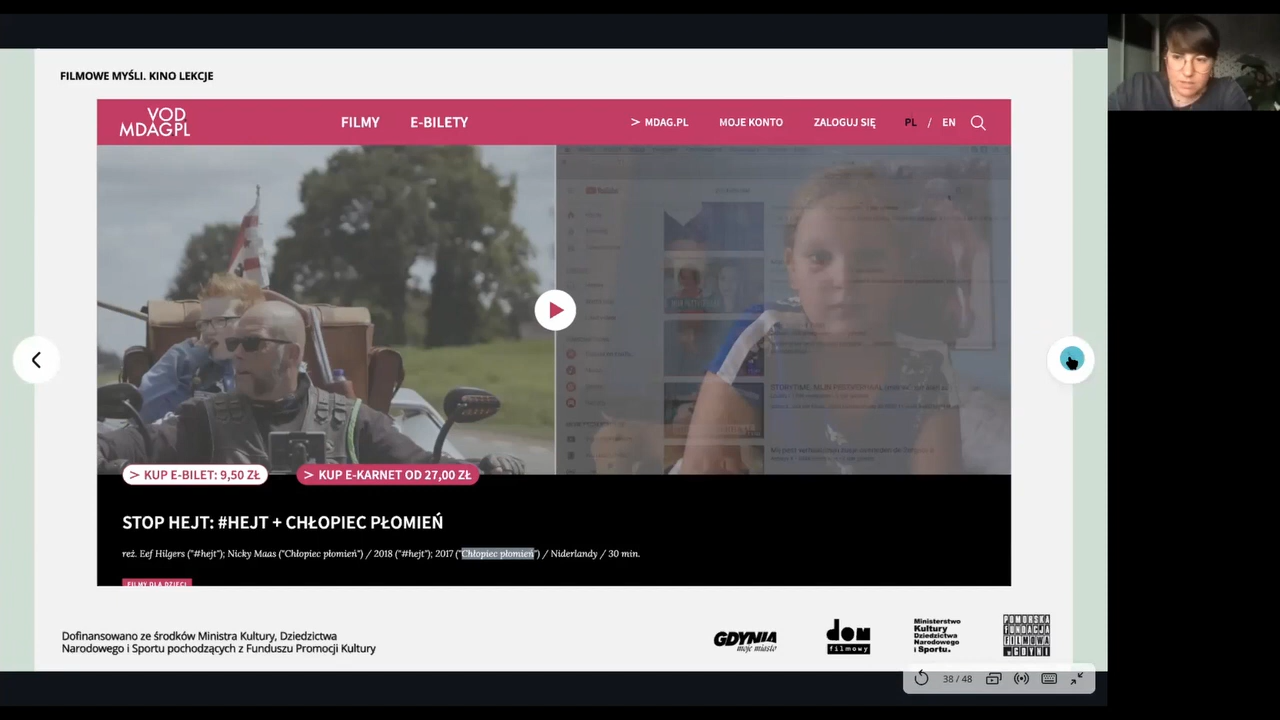 FILMOWE MYŚLI. KINO LEKCJE
VOD
MDAG.PL
FILMY
E-BILETY
> MDAG.PL
MOJE KONTO
ZALOGUJ SIĘ
PL / EN
> KUP E-BILET: 9,50 ZŁ
> KUP E-KARNET OD 27,00 ZŁ
STOP HEJT: #HEJT + CHŁOPIEC PŁOMIEŃ
reż. Eef Hilgers ("#hejt"); Nicky Maas ("Chłopiec płomień") / 2018 ("#hejt"); 2017 ("Chłopiec płomień") / Niderlandy / 30 min.
FILMY DLA DZIECI
Dofinansowano ze środków Ministra Kultury, Dziedzictwa
Narodowego i Sportu pochodzących z Funduszu Promocji Kultury
GDYNIA
moje miasto
dom
filmowy
Ministerstwo
Kultury
Dziedzictwa
Narodowego
i Sportu.
POMORSKA
FUNDACJA
FILMOWA
W GDYNI
38 / 48